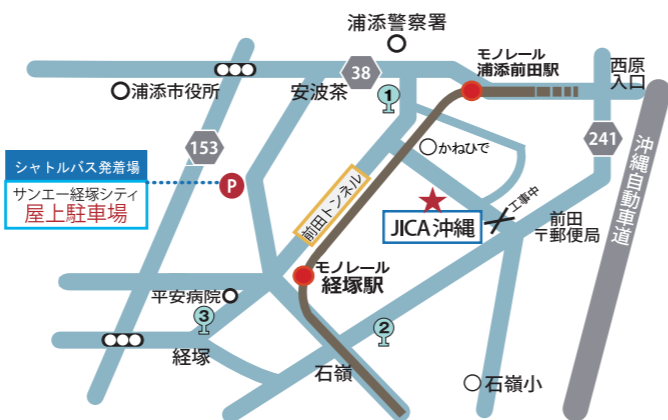 浦添警察署
モノレール
浦添前田駅
西原
入口
38
浦添市役所
安波茶
1
241
153
かねひで
シャトルバス発着場
サンエー経塚シティ
屋上駐車場
P
前田トンネル
工事中
JICA沖縄
前田
〒郵便局
沖縄自動車道
モノレール
経塚駅
平安病院
3
2
経塚
石嶺
石嶺小